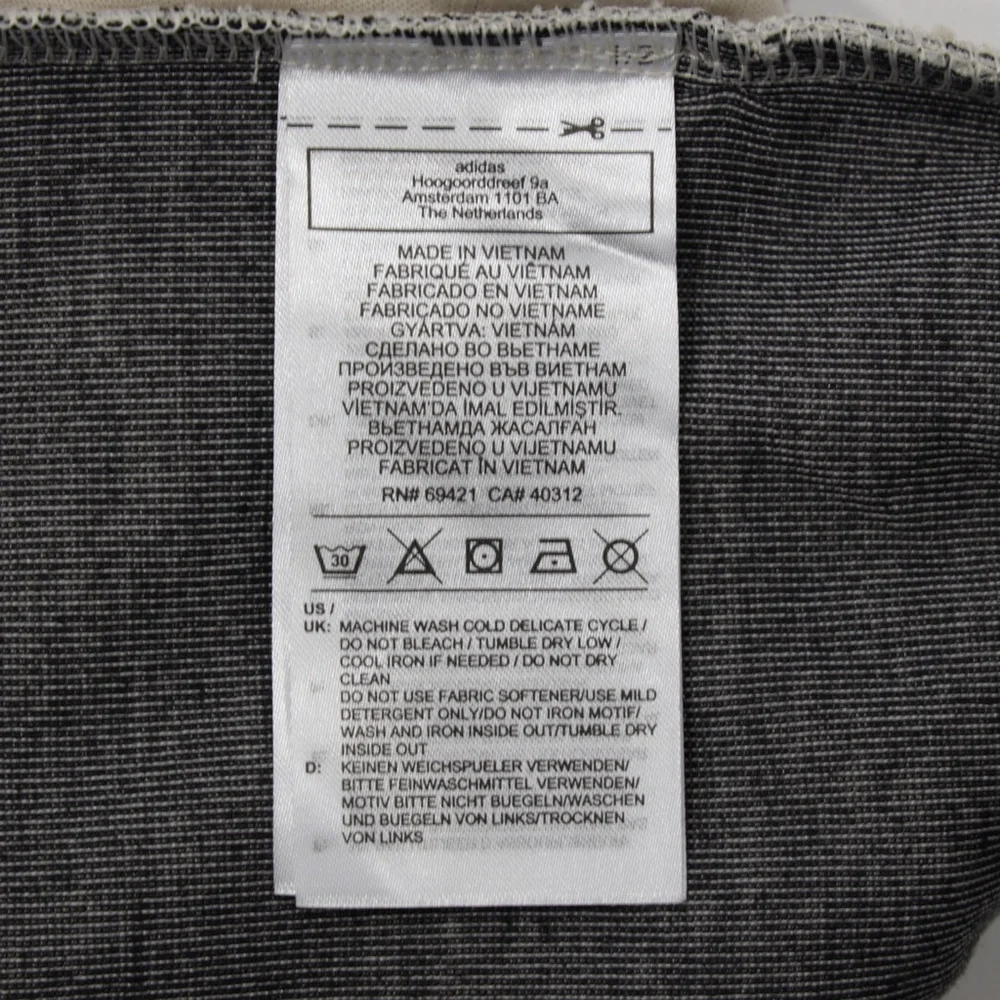 adidas
Hoogoorddreef 9a
Amsterdam 1101 BA
The Netherlands
MADE IN VIETNAM
FABRIQUÉ AU VIÊTNAM
FABRICADO EN VIETNAM
FABRICADO NO VIETNAME
GYÁRTVA: VIETNÁM
СДЕЛАНО ВО ВЬЕТНАМЕ
ПРОИЗВЕДЕНО ВЪВ ВИЕТНАМ
PROIZVEDENO U VIJETNAMU
VİETNAM'DA İMAL EDİLMİŞTİR.
ВЬЕТНАМДА ЖАСАЛҒАН
PROIZVEDENO U VIJETNAMU
FABRICAT ÎN VIETNAM
RN# 69421 CA# 40312
30
US /
UK: MACHINE WASH COLD DELICATE CYCLE /
DO NOT BLEACH / TUMBLE DRY LOW /
COOL IRON IF NEEDED / DO NOT DRY
CLEAN
DO NOT USE FABRIC SOFTENER/USE MILD
DETERGENT ONLY/DO NOT IRON MOTIF/
WASH AND IRON INSIDE OUT/TUMBLE DRY
INSIDE OUT
D: KEINEN WEICHSPUELER VERWENDEN/
BITTE FEINWASCHMITTEL VERWENDEN/
MOTIV BITTE NICHT BUEGELN/WASCHEN
UND BUEGELN VON LINKS/TROCKNEN
VON LINKS